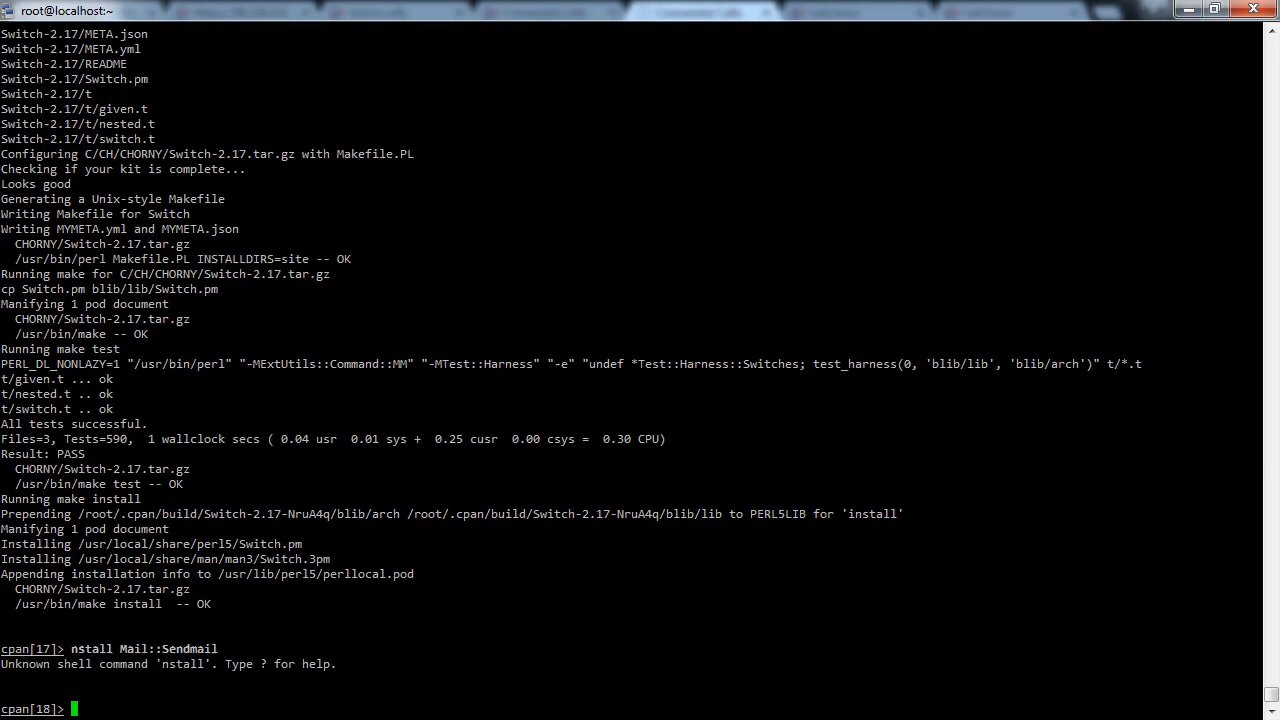 root@localhost:~
Switch-2.17/META.json
Switch-2.17/META.yml
Switch-2.17/README
Switch-2.17/Switch.pm
Switch-2.17/t
Switch-2.17/t/given.t
Switch-2.17/t/nested.t
Switch-2.17/t/switch.t
Configuring C/CH/CHORNY/Switch-2.17.tar.gz with Makefile.PL
Checking if your kit is complete...
Looks good
Generating a Unix-style Makefile
Writing Makefile for Switch
Writing MYMETA.yml and MYMETA.json
  CHORNY/Switch-2.17.tar.gz
  /usr/bin/perl Makefile.PL INSTALLDIRS=site -- OK
Running make for C/CH/CHORNY/Switch-2.17.tar.gz
cp Switch.pm blib/lib/Switch.pm
Manifying 1 pod document
  CHORNY/Switch-2.17.tar.gz
  /usr/bin/make -- OK
Running make test
PERL_DL_NONLAZY=1 "/usr/bin/perl" "-MExtUtils::Command::MM" "-MTest::Harness" "-e" "undef *Test::Harness::Switches; test_harness(0, 'blib/lib', 'blib/arch')" t/*.t
t/given.t ... ok
t/nested.t .. ok
t/switch.t .. ok
All tests successful.
Files=3, Tests=590,  1 wallclock secs ( 0.04 usr  0.01 sys +  0.25 cusr  0.00 csys =  0.30 CPU)
Result: PASS
  CHORNY/Switch-2.17.tar.gz
  /usr/bin/make test -- OK
Running make install
Prepending /root/.cpan/build/Switch-2.17-NruA4q/blib/arch /root/.cpan/build/Switch-2.17-NruA4q/blib/lib to PERL5LIB for 'install'
Manifying 1 pod document
Installing /usr/local/share/perl5/Switch.pm
Installing /usr/local/share/man/man3/Switch.3pm
Appending installation info to /usr/lib/perl5/perllocal.pod
  CHORNY/Switch-2.17.tar.gz
  /usr/bin/make install  -- OK
cpan[17]> nstall Mail::Sendmail
Unknown shell command 'nstall'. Type ? for help.
cpan[18]>